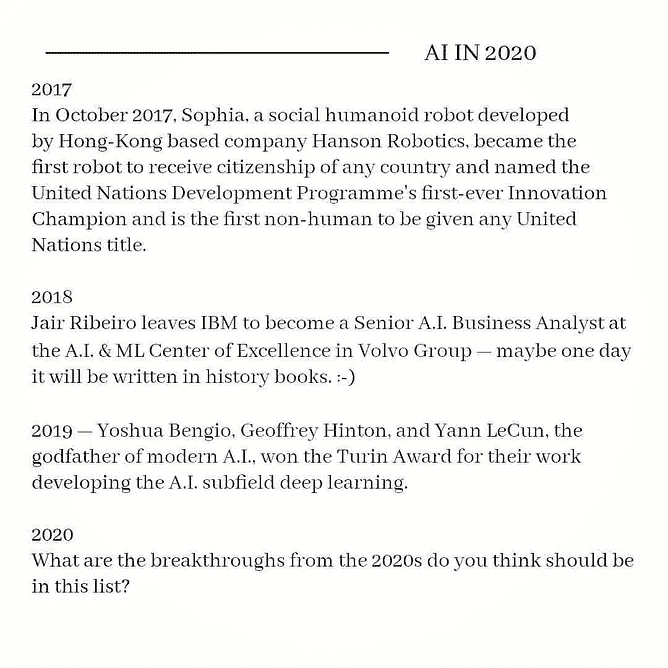 AI IN 2020
2017
In October 2017, Sophia, a social humanoid robot developed
by Hong-Kong based company Hanson Robotics, became the
first robot to receive citizenship of any country and named the
United Nations Development Programme's first-ever Innovation
Champion and is the first non-human to be given any United
Nations title.
2018
Jair Ribeiro leaves IBM to become a Senior A.I. Business Analyst at
the A.I. & ML Center of Excellence in Volvo Group — maybe one day
it will be written in history books. :-)
2019 — Yoshua Bengio, Geoffrey Hinton, and Yann LeCun, the
godfather of modern A.I., won the Turin Award for their work
developing the A.I. subfield deep learning.
2020
What are the breakthroughs from the 2020s do you think should be
in this list?